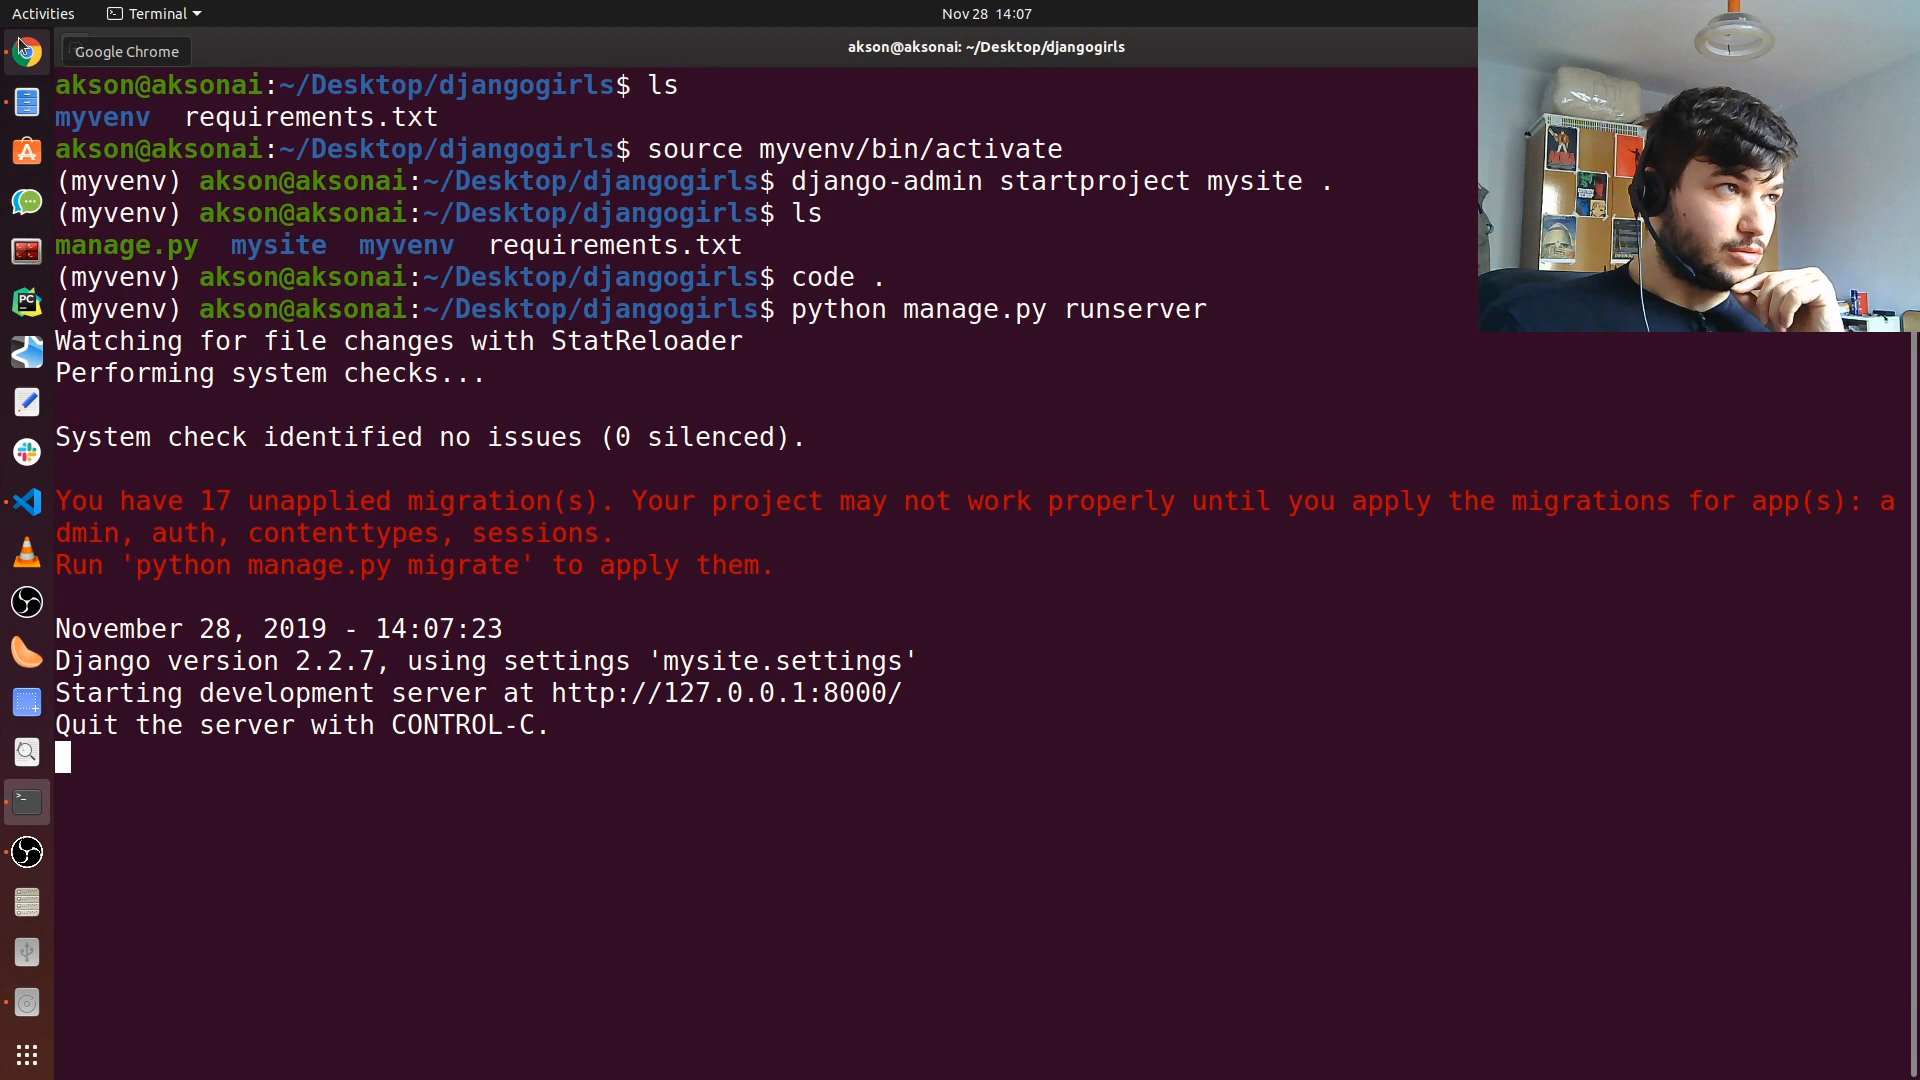 Activities
Terminal
Nov 28 14:07
Google Chrome
akson@aksonai: ~/Desktop/djangogirls
akson@aksonai:~/Desktop/djangogirls$ ls
myvenv requirements.txt
akson@aksonai:~/Desktop/djangogirls$ source myvenv/bin/activate
(myvenv) akson@aksonai:~/Desktop/djangogirls$ django-admin startproject mysite .
(myvenv) akson@aksonai:~/Desktop/djangogirls$ ls
manage.py mysite myvenv requirements.txt
(myvenv) akson@aksonai:~/Desktop/djangogirls$ code .
(myvenv) akson@aksonai:~/Desktop/djangogirls$ python manage.py runserver
Watching for file changes with StatReloader
Performing system checks...
System check identified no issues (0 silenced).
You have 17 unapplied migration(s). Your project may not work properly until you apply the migrations for app(s): a
dmin, auth, contenttypes, sessions.
Run 'python manage.py migrate' to apply them.
November 28, 2019 - 14:07:23
Django version 2.2.7, using settings 'mysite.settings'
Starting development server at http://127.0.0.1:8000/
Quit the server with CONTROL-C.
PC